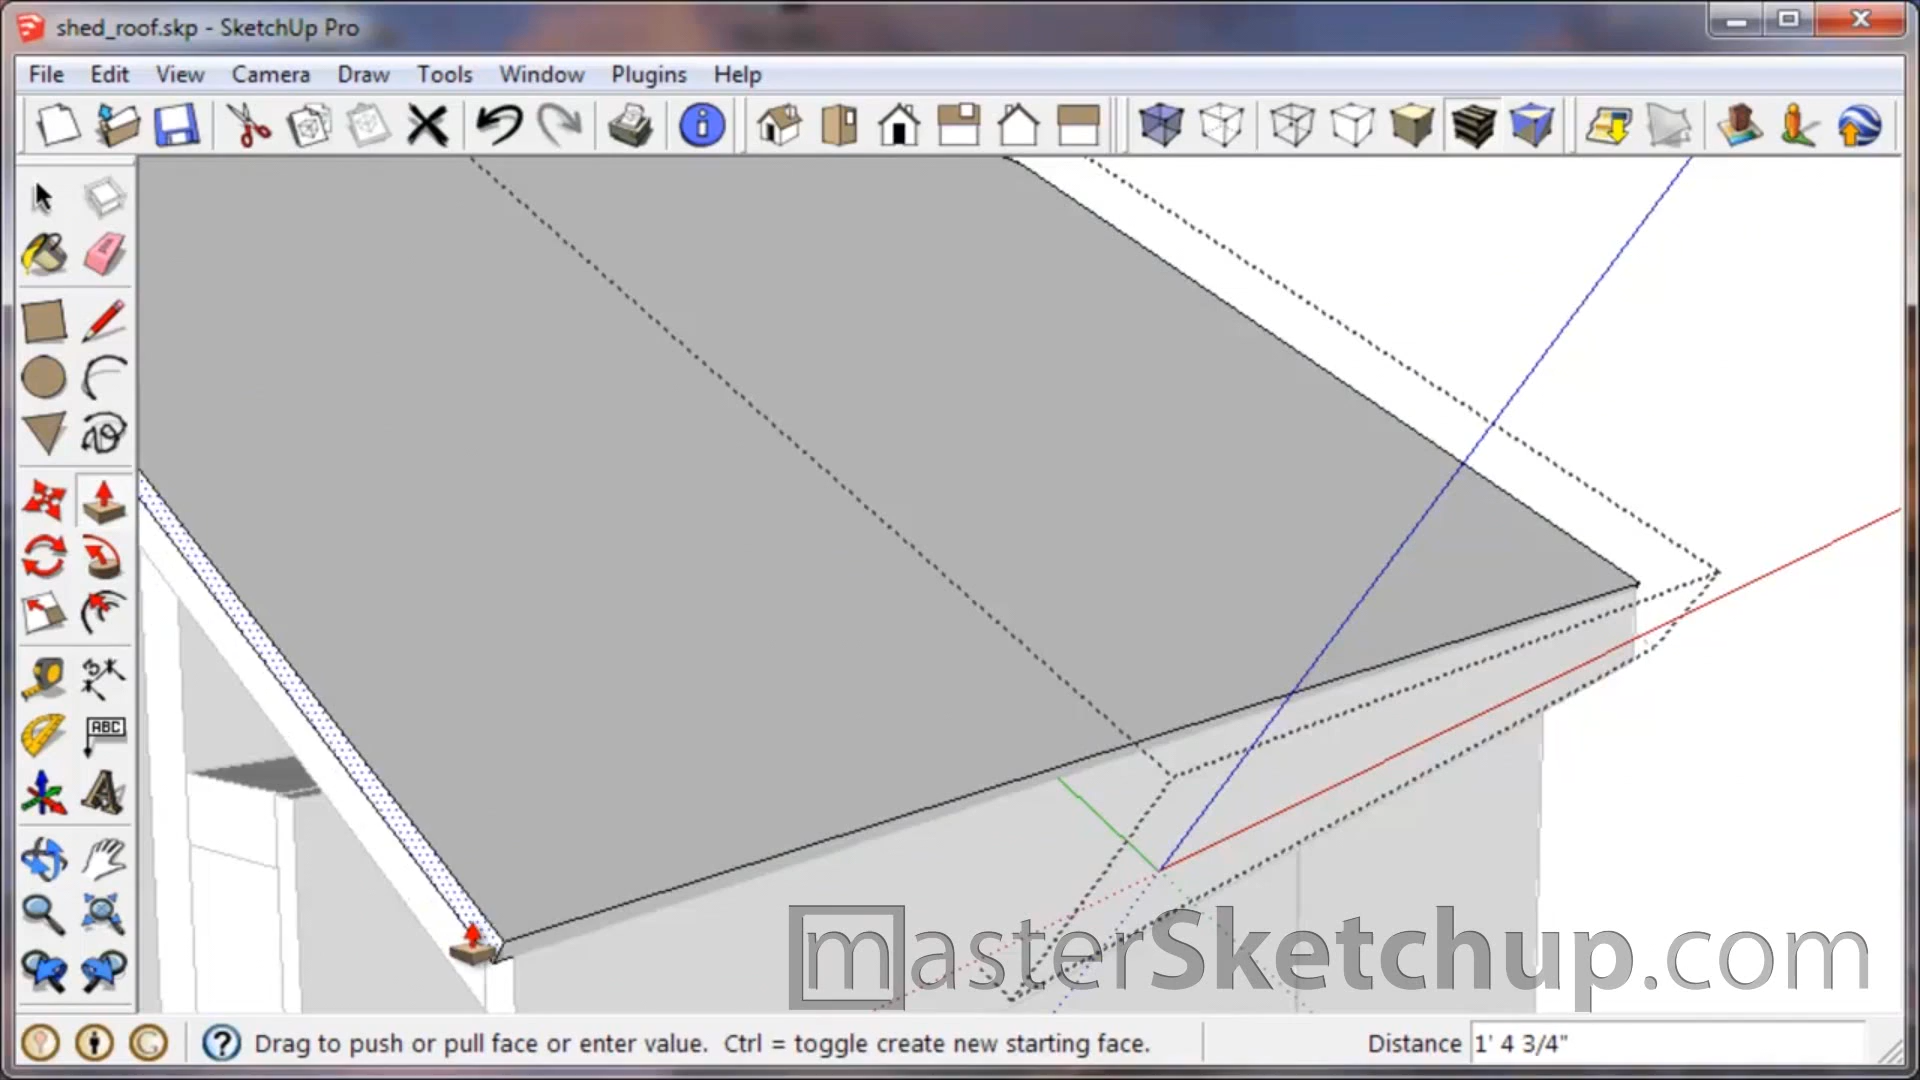 shed_roof.skp - SketchUp Pro
File Edit View Camera Draw Tools Window Plugins Help
ABC
masterSketchup.com
Drag to push or pull face or enter value. Ctrl = toggle create new starting face. Distance 1' 4 3/4"